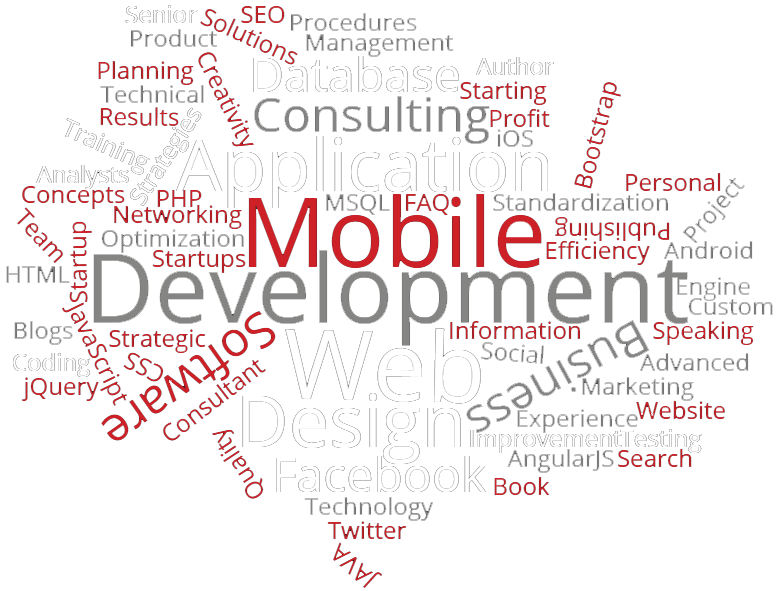 Senior
SEO
Solutions
Procedures
Product
Management
Planning
Creativity
Database
Author
Technical
Starting
Results
Consulting
Profit
Bootstrap
Training
Strategies
iOS
Application
Analysts
Personal
Concepts
PHP
MSQL
FAQ
Standardization
Project
Networking
Mobile
Publishing
Team
Startup
Optimization
Efficiency
Android
Startups
HTML
Development
Engine
Custom
JavaScript
Blogs
Strategic
Software
Web
Information
Business
Speaking
Coding
CSS
Social
Advanced
jQuery
Consultant
Marketing
Design
Experience
Website
Quality
ImprovementTesting
AngularJS
Search
Facebook
Book
Technology
Twitter
JAVA